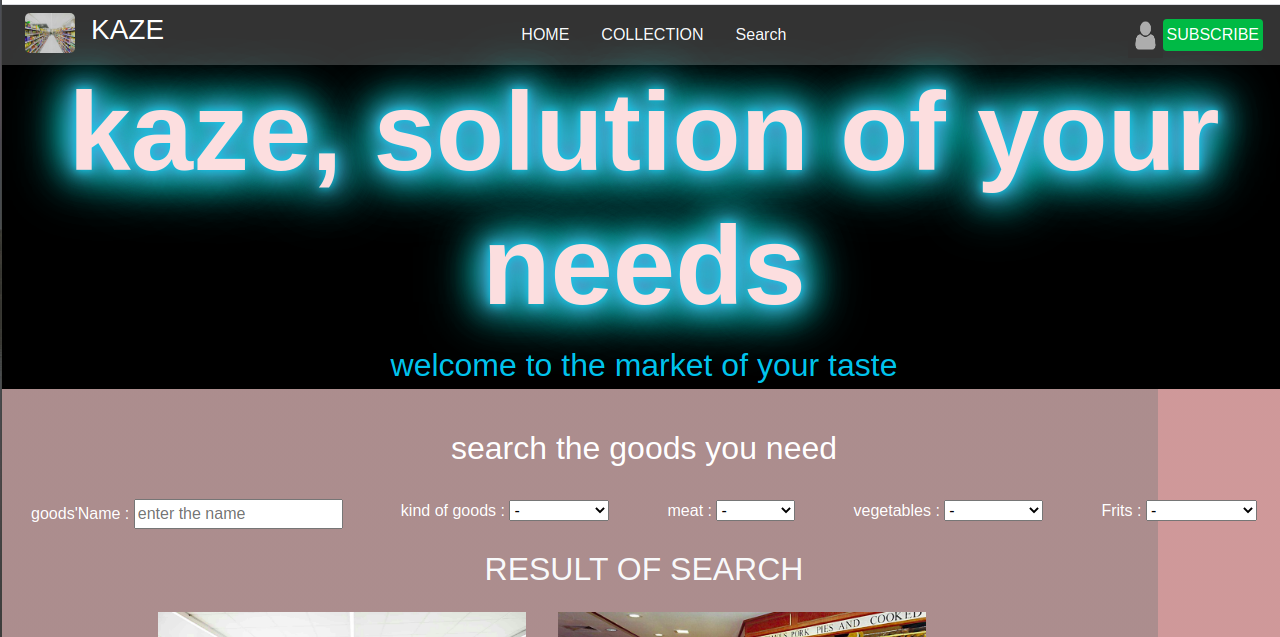 KAZE HOME COLLECTION Search SUBSCRIBE
kaze, solution of your
needs
welcome to the market of your taste
search the goods you need
goods'Name : enter the name kind of goods : - meat : - vegetables : - Frits : -
RESULT OF SEARCH
PORK PIES AND COOKED